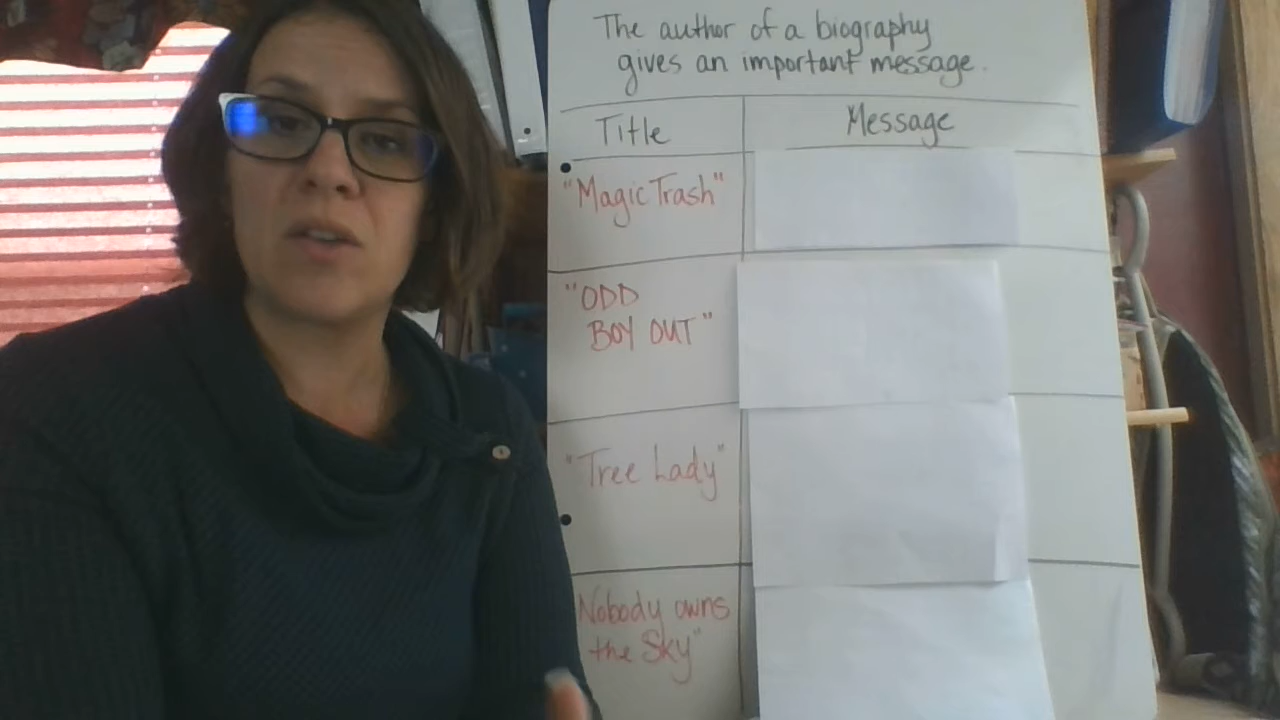 The author of a biography
gives an important message.
Title
Message
"Magic Trash"
"ODD
BOY OUT"
"Tree Lady"
Nobody owns
the Sky"